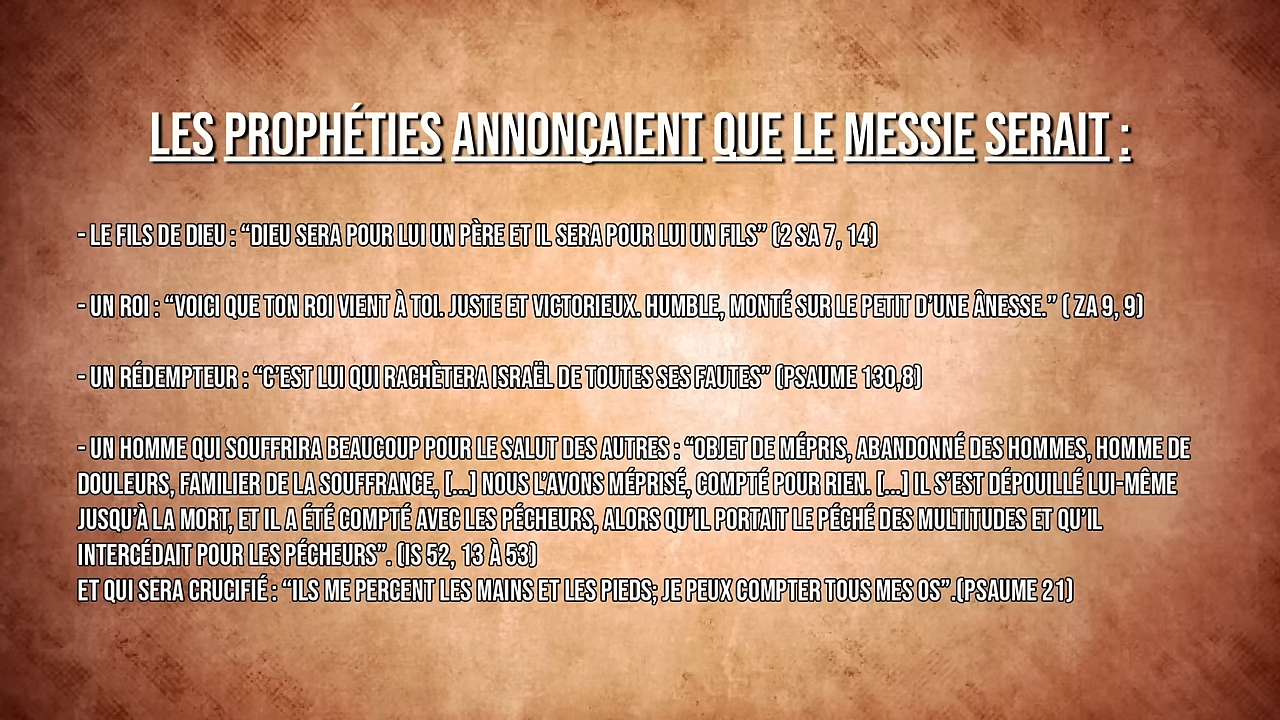 LES PROPHÉTIES ANNONÇAIENT QUE LE MESSIE SERAIT :
- LE FILS DE DIEU : “DIEU SERA POUR LUI UN PÈRE ET IL SERA POUR LUI UN FILS” (2 SA 7, 14)
- UN ROI : “VOICI QUE TON ROI VIENT À TOI. JUSTE ET VICTORIEUX. HUMBLE, MONTÉ SUR LE PETIT D’UNE ÂNESSE.” ( ZA 9, 9)
- UN RÉDEMPTEUR : “C’EST LUI QUI RACHÈTERA ISRAËL DE TOUTES SES FAUTES” (PSAUME 130,8)
- UN HOMME QUI SOUFFRIRA BEAUCOUP POUR LE SALUT DES AUTRES : “OBJET DE MÉPRIS, ABANDONNÉ DES HOMMES, HOMME DE
DOULEURS, FAMILIER DE LA SOUFFRANCE, [...] NOUS L’AVONS MÉPRISÉ, COMPTÉ POUR RIEN. [...] IL S’EST DÉPOUILLÉ LUI-MÊME
JUSQU’À LA MORT, ET IL A ÉTÉ COMPTÉ AVEC LES PÉCHEURS, ALORS QU’IL PORTAIT LE PÉCHÉ DES MULTITUDES ET QU’IL
INTERCÉDAIT POUR LES PÉCHEURS” . (IS 52, 13 À 53)
ET QUI SERA CRUCIFIÉ : “ILS ME PERCENT LES MAINS ET LES PIEDS; JE PEUX COMPTER TOUS MES OS” .(PSAUME 21)